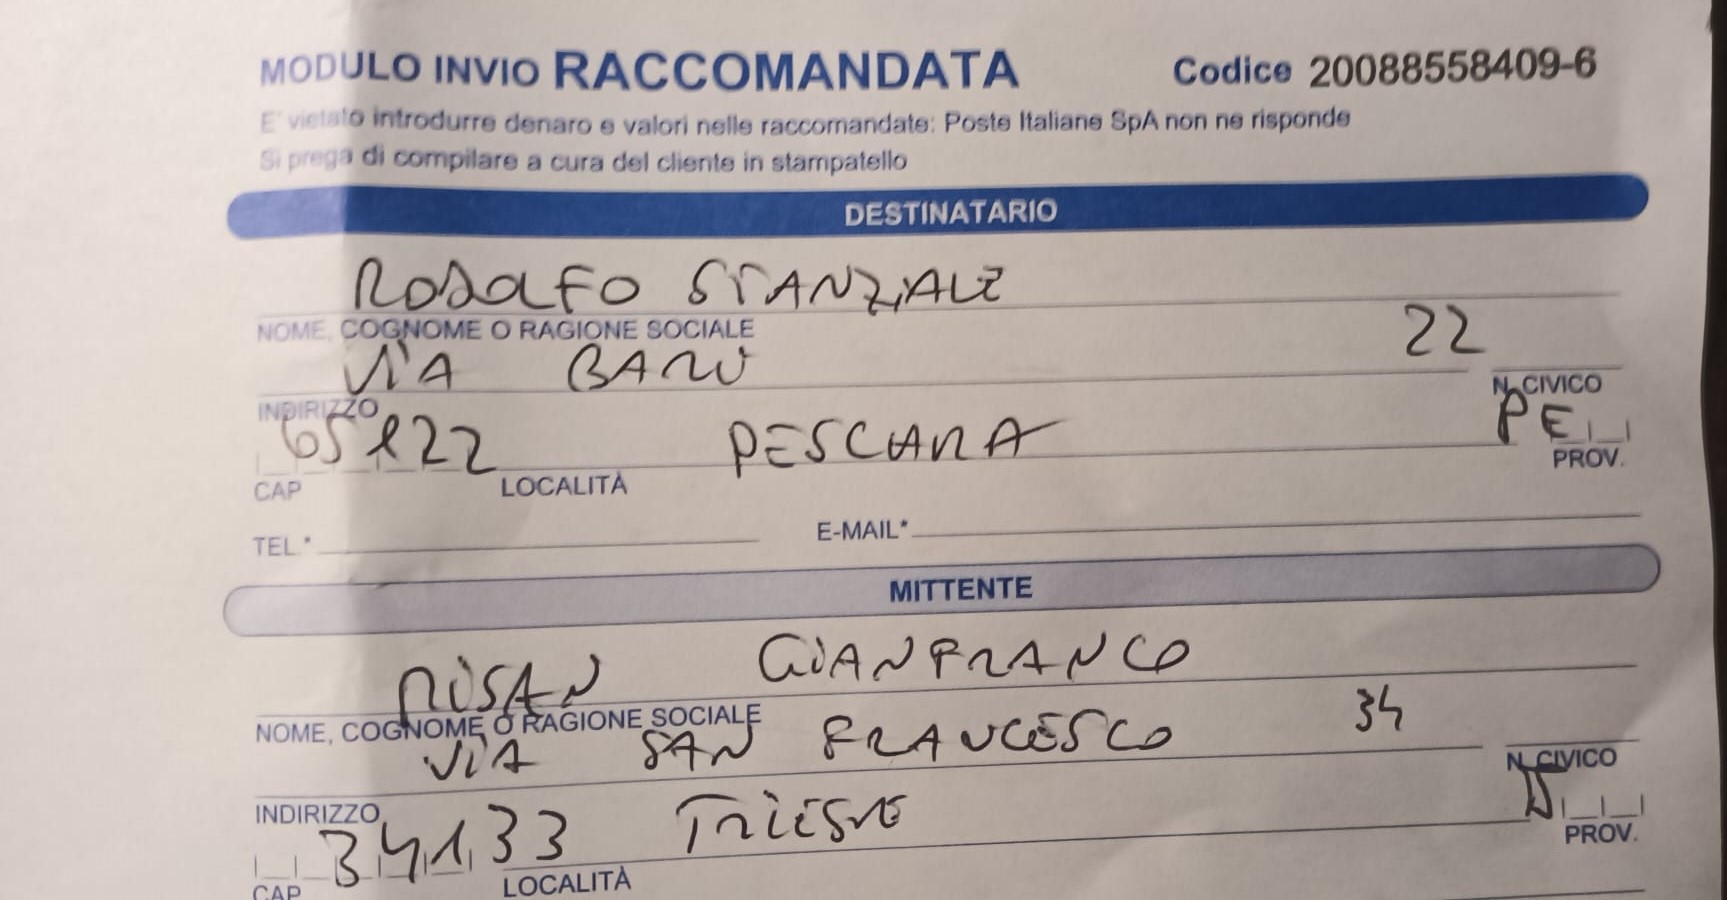 MODULO INVIO RACCOMANDATA Codice 20088558409-6
E' vietato introdurre denaro e valori nelle raccomandate: Poste Italiane SpA non ne risponde
Si prega di compilare a cura del cliente in stampatello
DESTINATARIO
RODOLFO STANZIALE
NOME, COGNOME O RAGIONE SOCIALE
VIA 22
INDIRIZZO N. CIVICO
65122 PESCARA PE
CAP LOCALITÀ PROV.
TEL.* E-MAIL*
MITTENTE
GIANFRANCO
NOME, COGNOME O RAGIONE SOCIALE
VIA SAN FRANCESCO 34
INDIRIZZO N. CIVICO
34133 TRIESTE
CAP LOCALITÀ PROV.